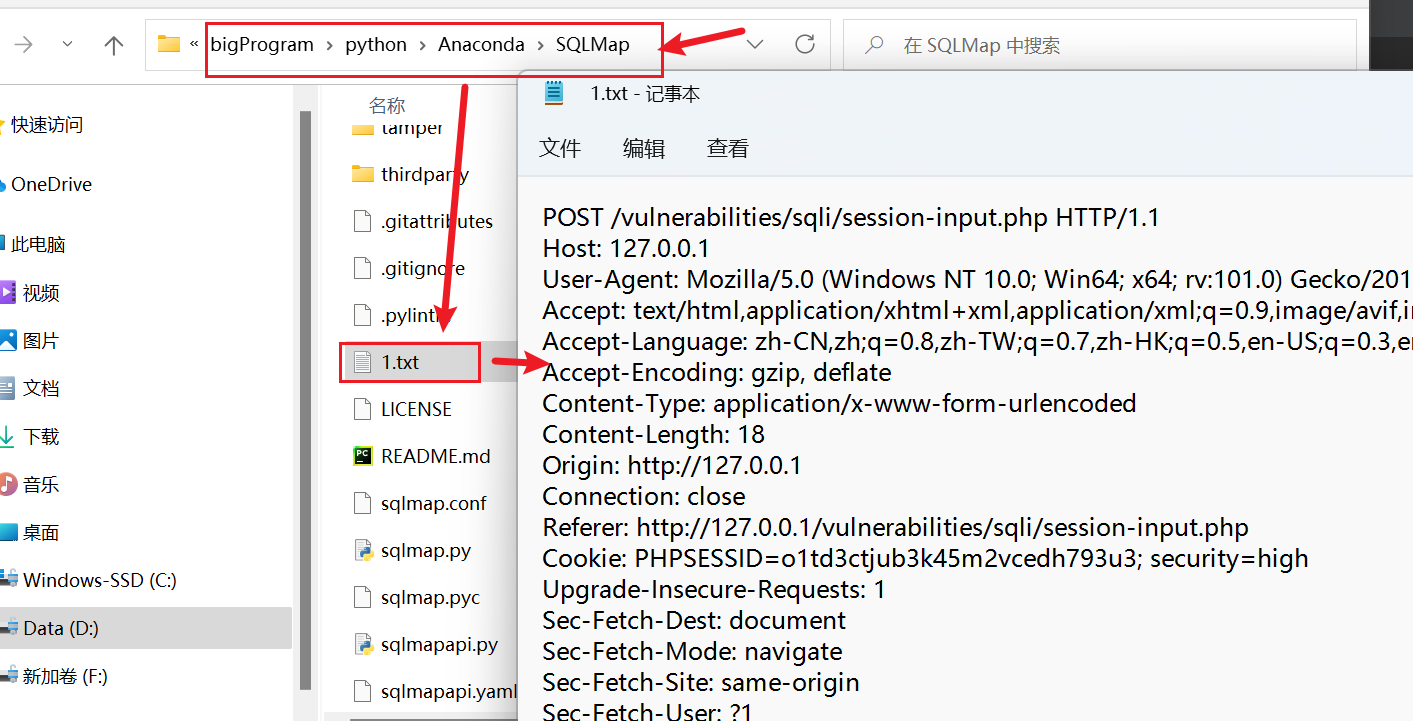 « bigProgram › python › Anaconda › SQLMap
在 SQLMap 中搜索
快速访问
OneDrive
此电脑
视频
图片
文档
下载
音乐
桌面
Windows-SSD (C:)
Data (D:)
新加卷 (F:)
名称
tamper
thirdparty
.gitattributes
.gitignore
1.txt
LICENSE
README.md
sqlmap.conf
sqlmap.py
sqlmap.pyc
sqlmapapi.py
sqlmapapi.yaml
1.txt - 记事本
文件 编辑 查看
POST /vulnerabilities/sqli/session-input.php HTTP/1.1
Host: 127.0.0.1
User-Agent: Mozilla/5.0 (Windows NT 10.0; Win64; x64; rv:101.0) Gecko/201
Accept: text/html,application/xhtml+xml,application/xml;q=0.9,image/avif,i
Accept-Language: zh-CN,zh;q=0.8,zh-TW;q=0.7,zh-HK;q=0.5,en-US;q=0.3,e
Accept-Encoding: gzip, deflate
Content-Type: application/x-www-form-urlencoded
Content-Length: 18
Origin: http://127.0.0.1
Connection: close
Referer: http://127.0.0.1/vulnerabilities/sqli/session-input.php
Cookie: PHPSESSID=o1td3ctjub3k45m2vcedh793u3; security=high
Upgrade-Insecure-Requests: 1
Sec-Fetch-Dest: document
Sec-Fetch-Mode: navigate
Sec-Fetch-Site: same-origin
Sec-Fetch-User: ?1